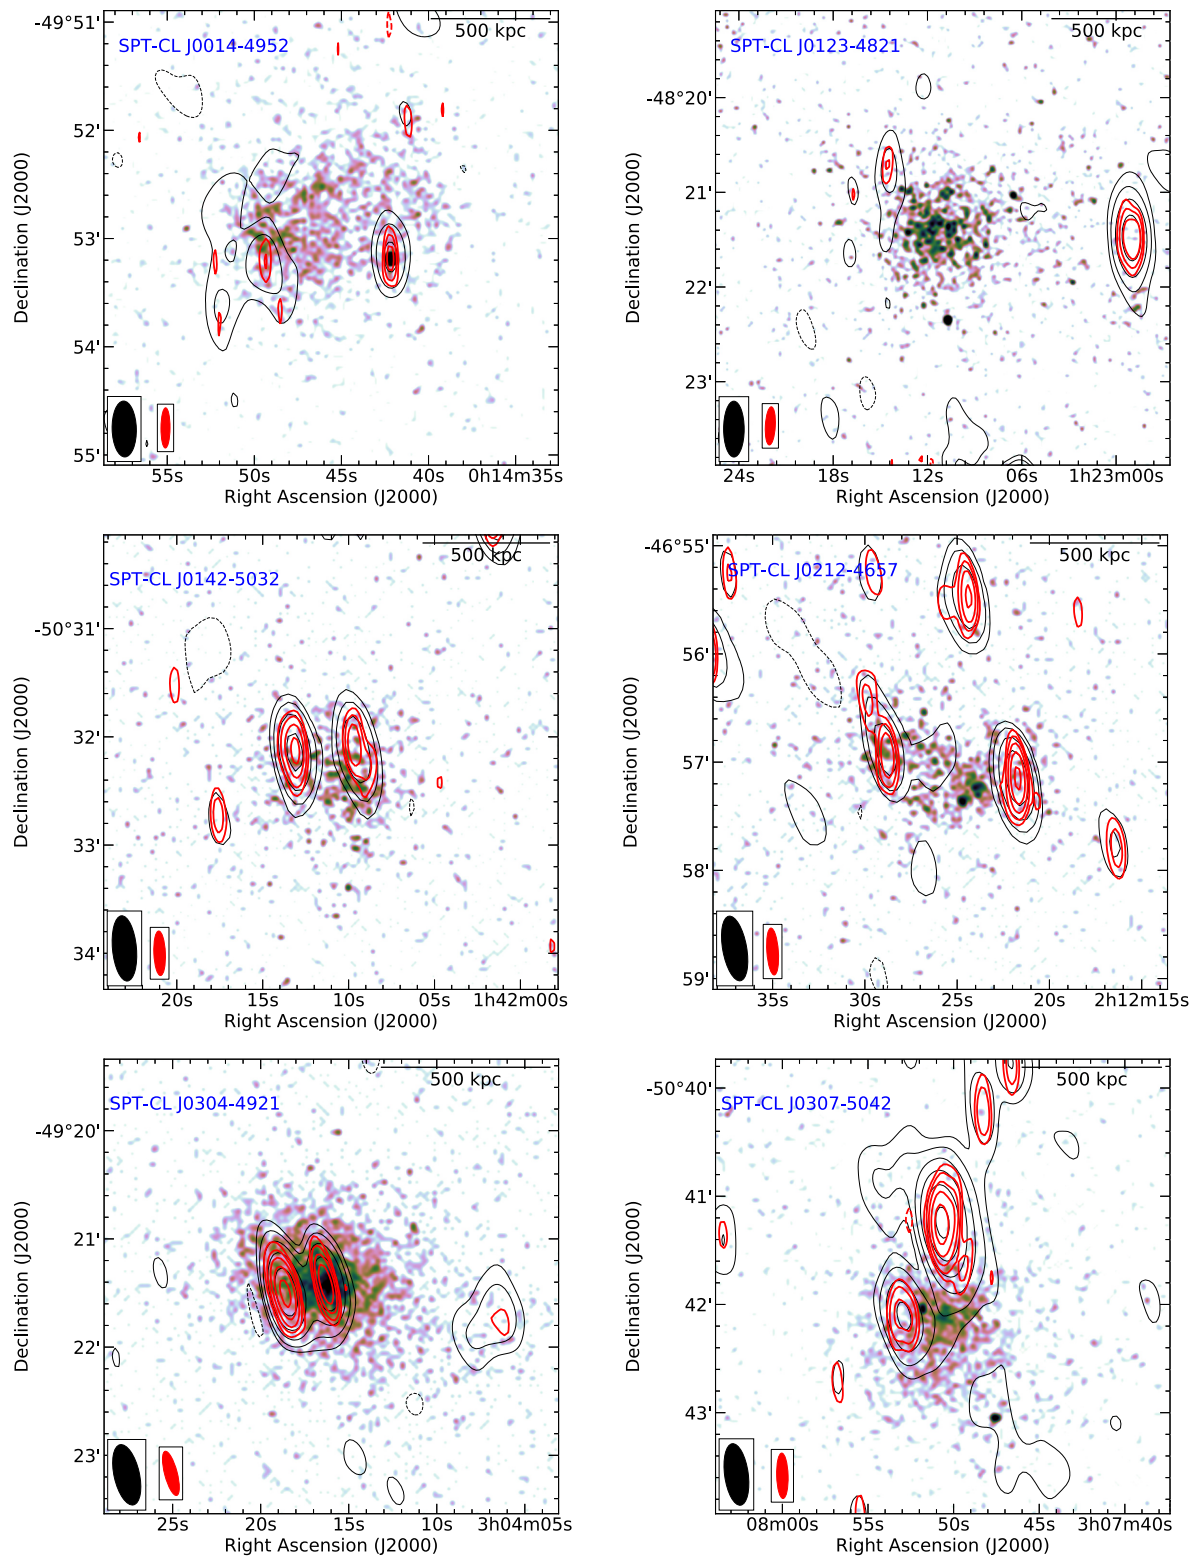 SPT-CL J0014-4952
500 kpc
-49°51'
52'
53'
54'
55'
Declination (J2000)
55s 50s 45s 40s 0h14m35s
Right Ascension (J2000)
SPT-CL J0123-4821
500 kpc
-48°20'
21'
22'
23'
Declination (J2000)
24s 18s 12s 06s 1h23m00s
Right Ascension (J2000)
SPT-CL J0142-5032
500 kpc
-50°31'
32'
33'
34'
Declination (J2000)
20s 15s 10s 05s 1h42m00s
Right Ascension (J2000)
SPT-CL J0212-4657
500 kpc
-46°55'
56'
57'
58'
59'
Declination (J2000)
35s 30s 25s 20s 2h12m15s
Right Ascension (J2000)
SPT-CL J0304-4921
500 kpc
-49°20'
21'
22'
23'
Declination (J2000)
25s 20s 15s 10s 3h04m05s
Right Ascension (J2000)
SPT-CL J0307-5042
500 kpc
-50°40'
41'
42'
43'
Declination (J2000)
08m00s 55s 50s 45s 3h07m40s
Right Ascension (J2000)